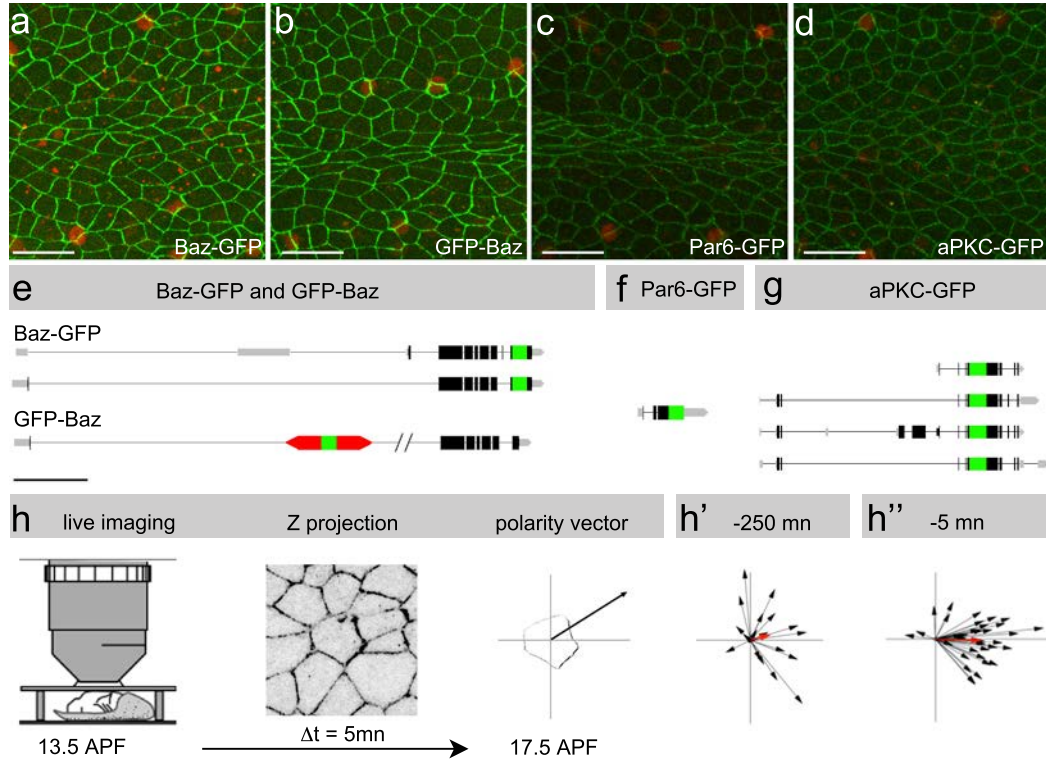 a
b
c
d
Baz-GFP
GFP-Baz
Par6-GFP
aPKC-GFP
e Baz-GFP and GFP-Baz
f Par6-GFP
g aPKC-GFP
Baz-GFP
GFP-Baz
h live imaging
Z projection
polarity vector
h' -250 mn
h'' -5 mn
Δt = 5mn
13.5 APF
17.5 APF